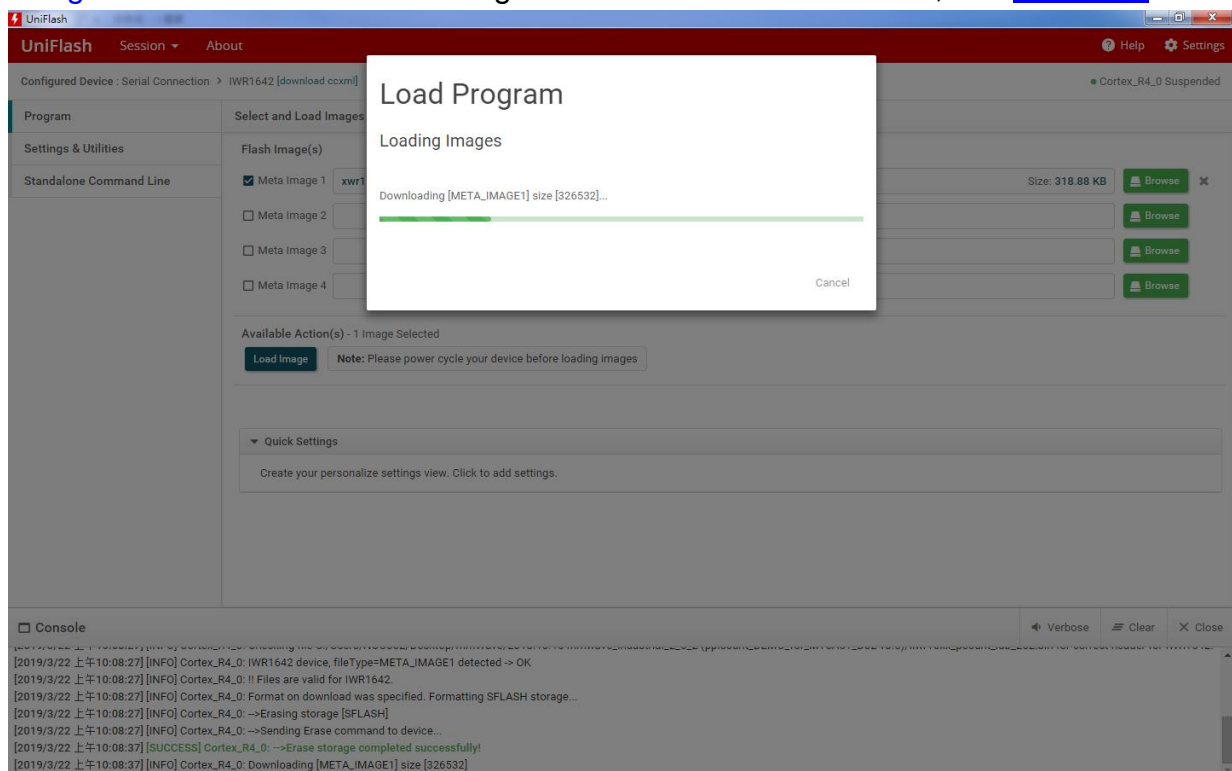 UniFlash
UniFlash Session About Help Settings
Configured Device : Serial Connection > IWR1642 [download ccxml] Cortex_R4_0 Suspended
Load Program
Loading Images
Downloading [META_IMAGE1] size [326532]...
Cancel
Program
Settings & Utilities
Standalone Command Line
Select and Load Images
Flash Image(s)
Meta Image 1 xwr1 Size: 318.88 KB Browse
Meta Image 2 Browse
Meta Image 3 Browse
Meta Image 4 Browse
Available Action(s) - 1 Image Selected
Load Image Note: Please power cycle your device before loading images
Quick Settings
Create your personalize settings view. Click to add settings.
Console Verbose Clear Close
[2019/3/22 上午10:08:27] [INFO] Cortex_R4_0: IWR1642 device, fileType=META_IMAGE1 detected -> OK
[2019/3/22 上午10:08:27] [INFO] Cortex_R4_0: !! Files are valid for IWR1642.
[2019/3/22 上午10:08:27] [INFO] Cortex_R4_0: Format on download was specified. Formatting SFLASH storage...
[2019/3/22 上午10:08:27] [INFO] Cortex_R4_0: -->Erasing storage [SFLASH]
[2019/3/22 上午10:08:27] [INFO] Cortex_R4_0: -->Sending Erase command to device...
[2019/3/22 上午10:08:37] [SUCCESS] Cortex_R4_0: -->Erase storage completed successfully!
[2019/3/22 上午10:08:37] [INFO] Cortex_R4_0: Downloading [META_IMAGE1] size [326532]